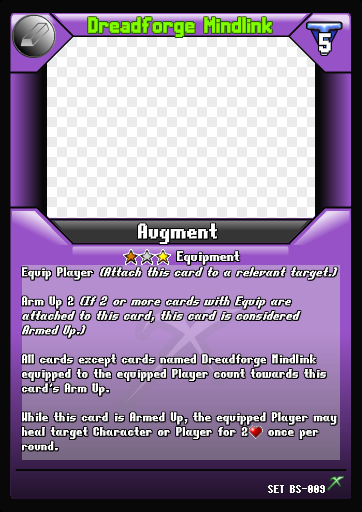 Dreadforge Mindlink
5
Augment
Equipment
Equip Player (Attach this card to a relevant target.)
Arm Up 2 (If 2 or more cards with Equip are
attached to this card, this card is considered
Armed Up.)
All cards except cards named Dreadforge Mindlink
equipped to the equipped Player count towards this
card's Arm Up.
While this card is Armed Up, the equipped Player may
heal target Character or Player for 2 once per
round.
SET BS-009